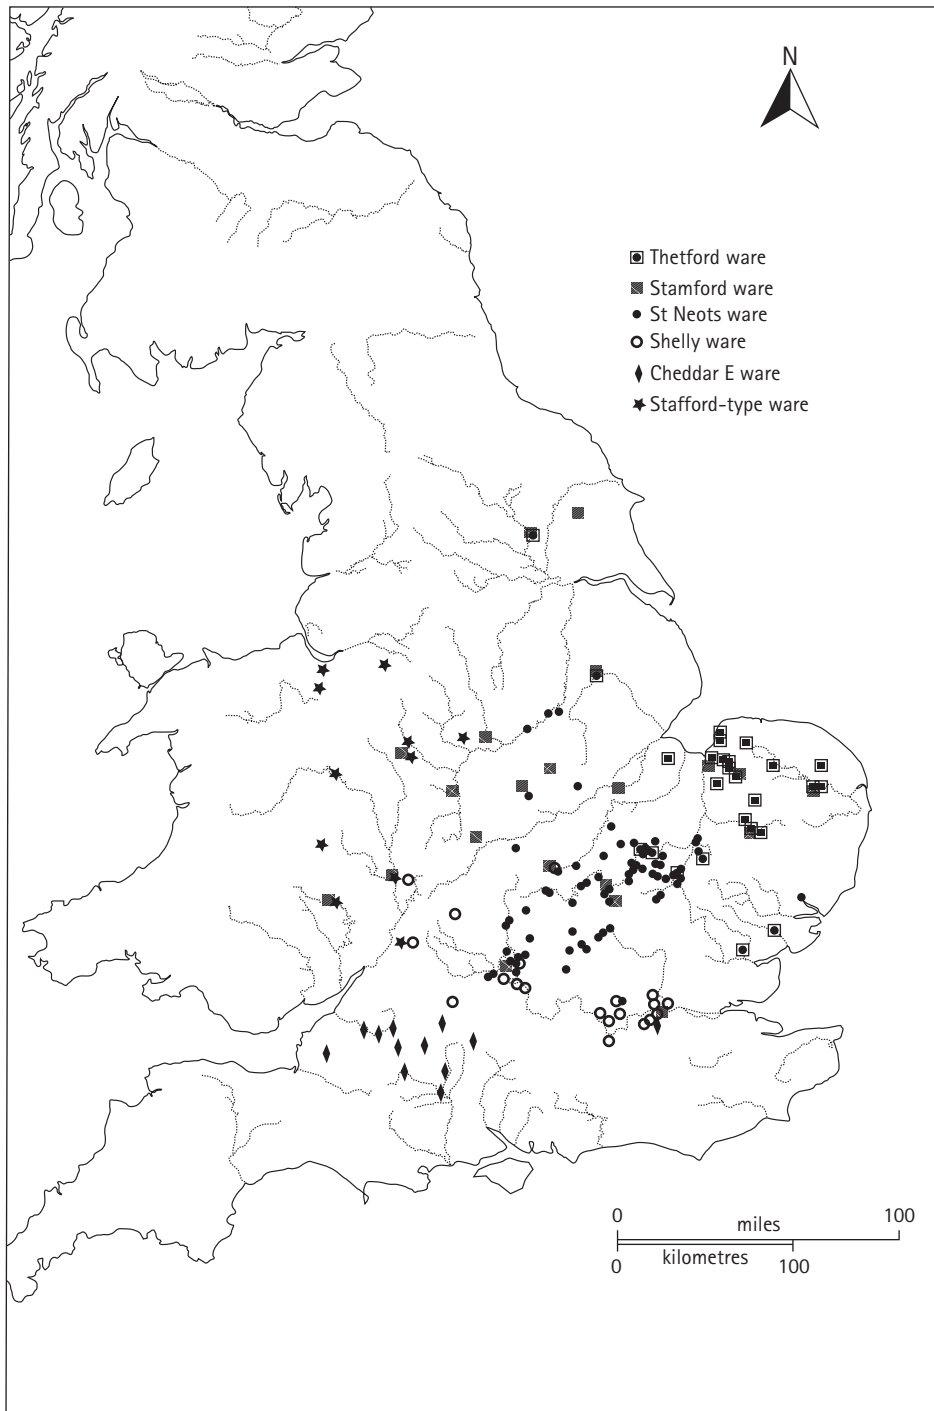 N
Thetford ware
Stamford ware
St Neots ware
Shelly ware
Cheddar E ware
Stafford-type ware
0 miles 100
kilometres
0 100